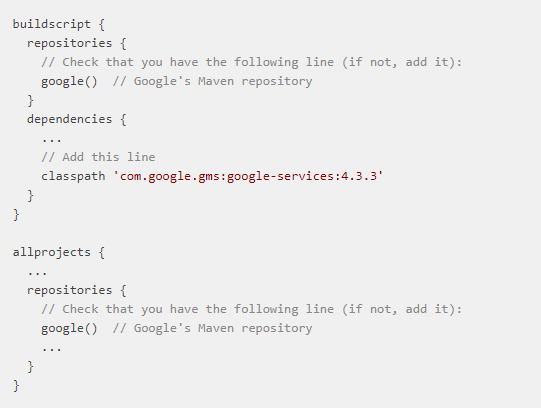 buildscript {
  repositories {
    // Check that you have the following line (if not, add it):
    google()  // Google's Maven repository
  }
  dependencies {
    ...
    // Add this line
    classpath 'com.google.gms:google-services:4.3.3'
  }
}

allprojects {
  ...
  repositories {
    // Check that you have the following line (if not, add it):
    google()  // Google's Maven repository
    ...
  }
}